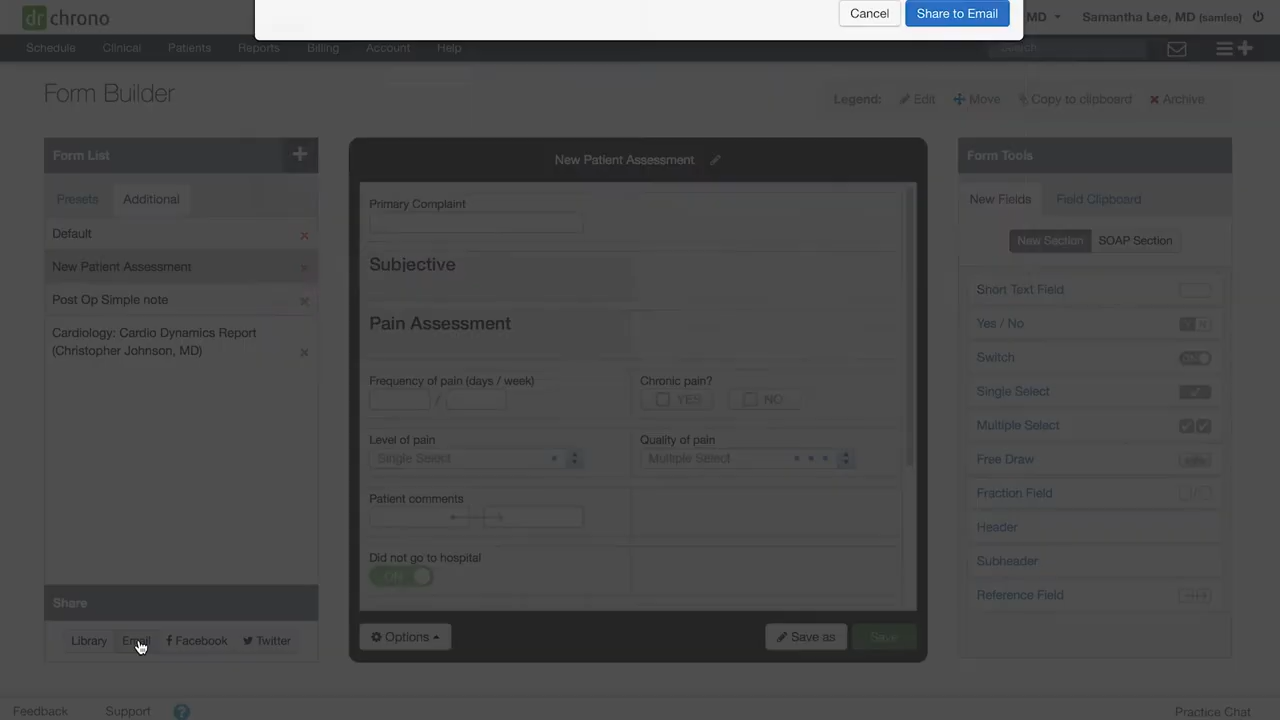 Cancel
Share to Email
drchrono
MD
Samantha Lee, MD (samlee)
Schedule
Clinical
Patients
Reports
Billing
Account
Help
Search
Form Builder
Legend:
Edit
Move
Copy to clipboard
Archive
Form List
New Patient Assessment
Form Tools
Presets
Additional
New Fields
Field Clipboard
Default
New Patient Assessment
Post Op Simple note
Cardiology: Cardio Dynamics Report
(Christopher Johnson, MD)
Primary Complaint
Subjective
Pain Assessment
Frequency of pain (days / week)
/
Chronic pain?
YES
NO
Level of pain
Single Select
Quality of pain
Multiple Select
Patient comments
Did not go to hospital
ON
New Section
SOAP Section
Short Text Field
Yes / No
Switch
Single Select
Multiple Select
Free Draw
Fraction Field
Header
Subheader
Reference Field
Share
Library
Email
Facebook
Twitter
Options
Save as
Save
Feedback
Support
?
Practice Chat